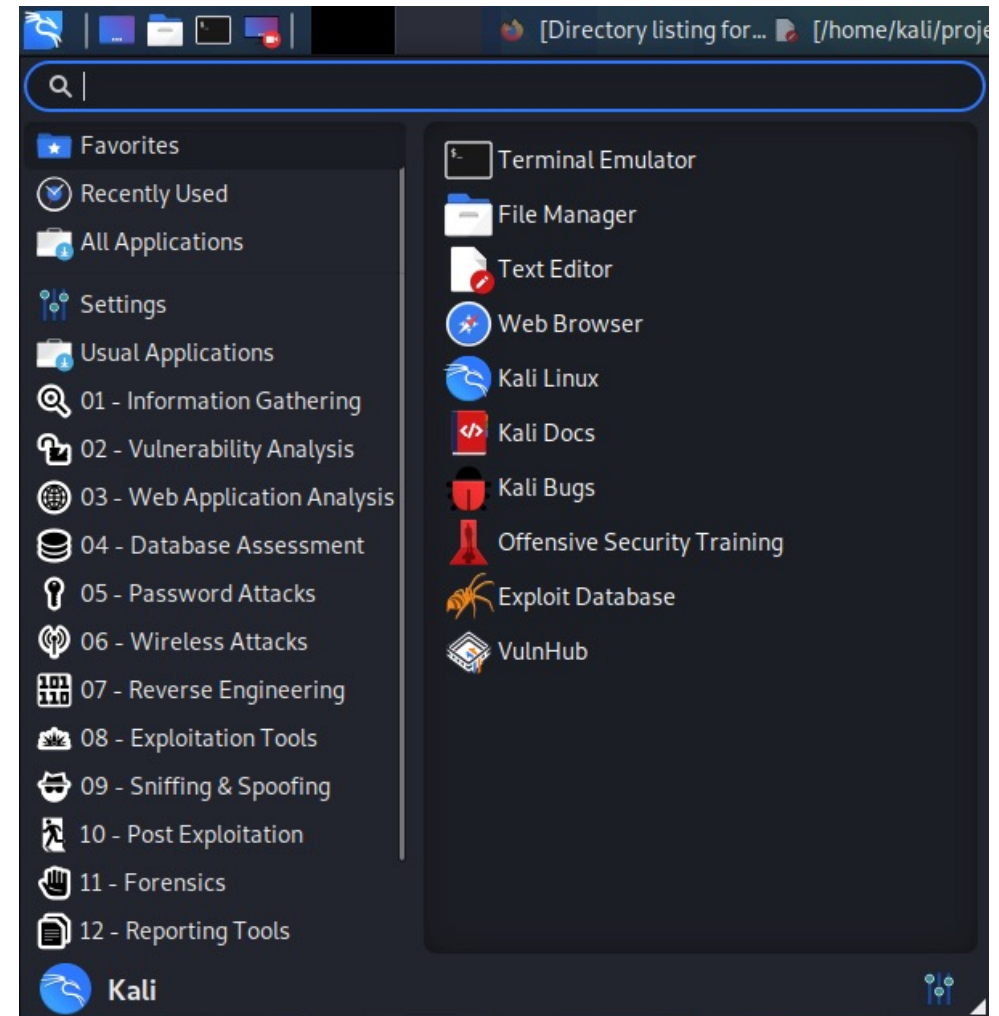 [Directory listing for... [/home/kali/proje
Favorites
Recently Used
All Applications
Settings
Usual Applications
01 - Information Gathering
02 - Vulnerability Analysis
03 - Web Application Analysis
04 - Database Assessment
05 - Password Attacks
06 - Wireless Attacks
07 - Reverse Engineering
08 - Exploitation Tools
09 - Sniffing & Spoofing
10 - Post Exploitation
11 - Forensics
12 - Reporting Tools
Terminal Emulator
File Manager
Text Editor
Web Browser
Kali Linux
Kali Docs
Kali Bugs
Offensive Security Training
Exploit Database
VulnHub
Kali